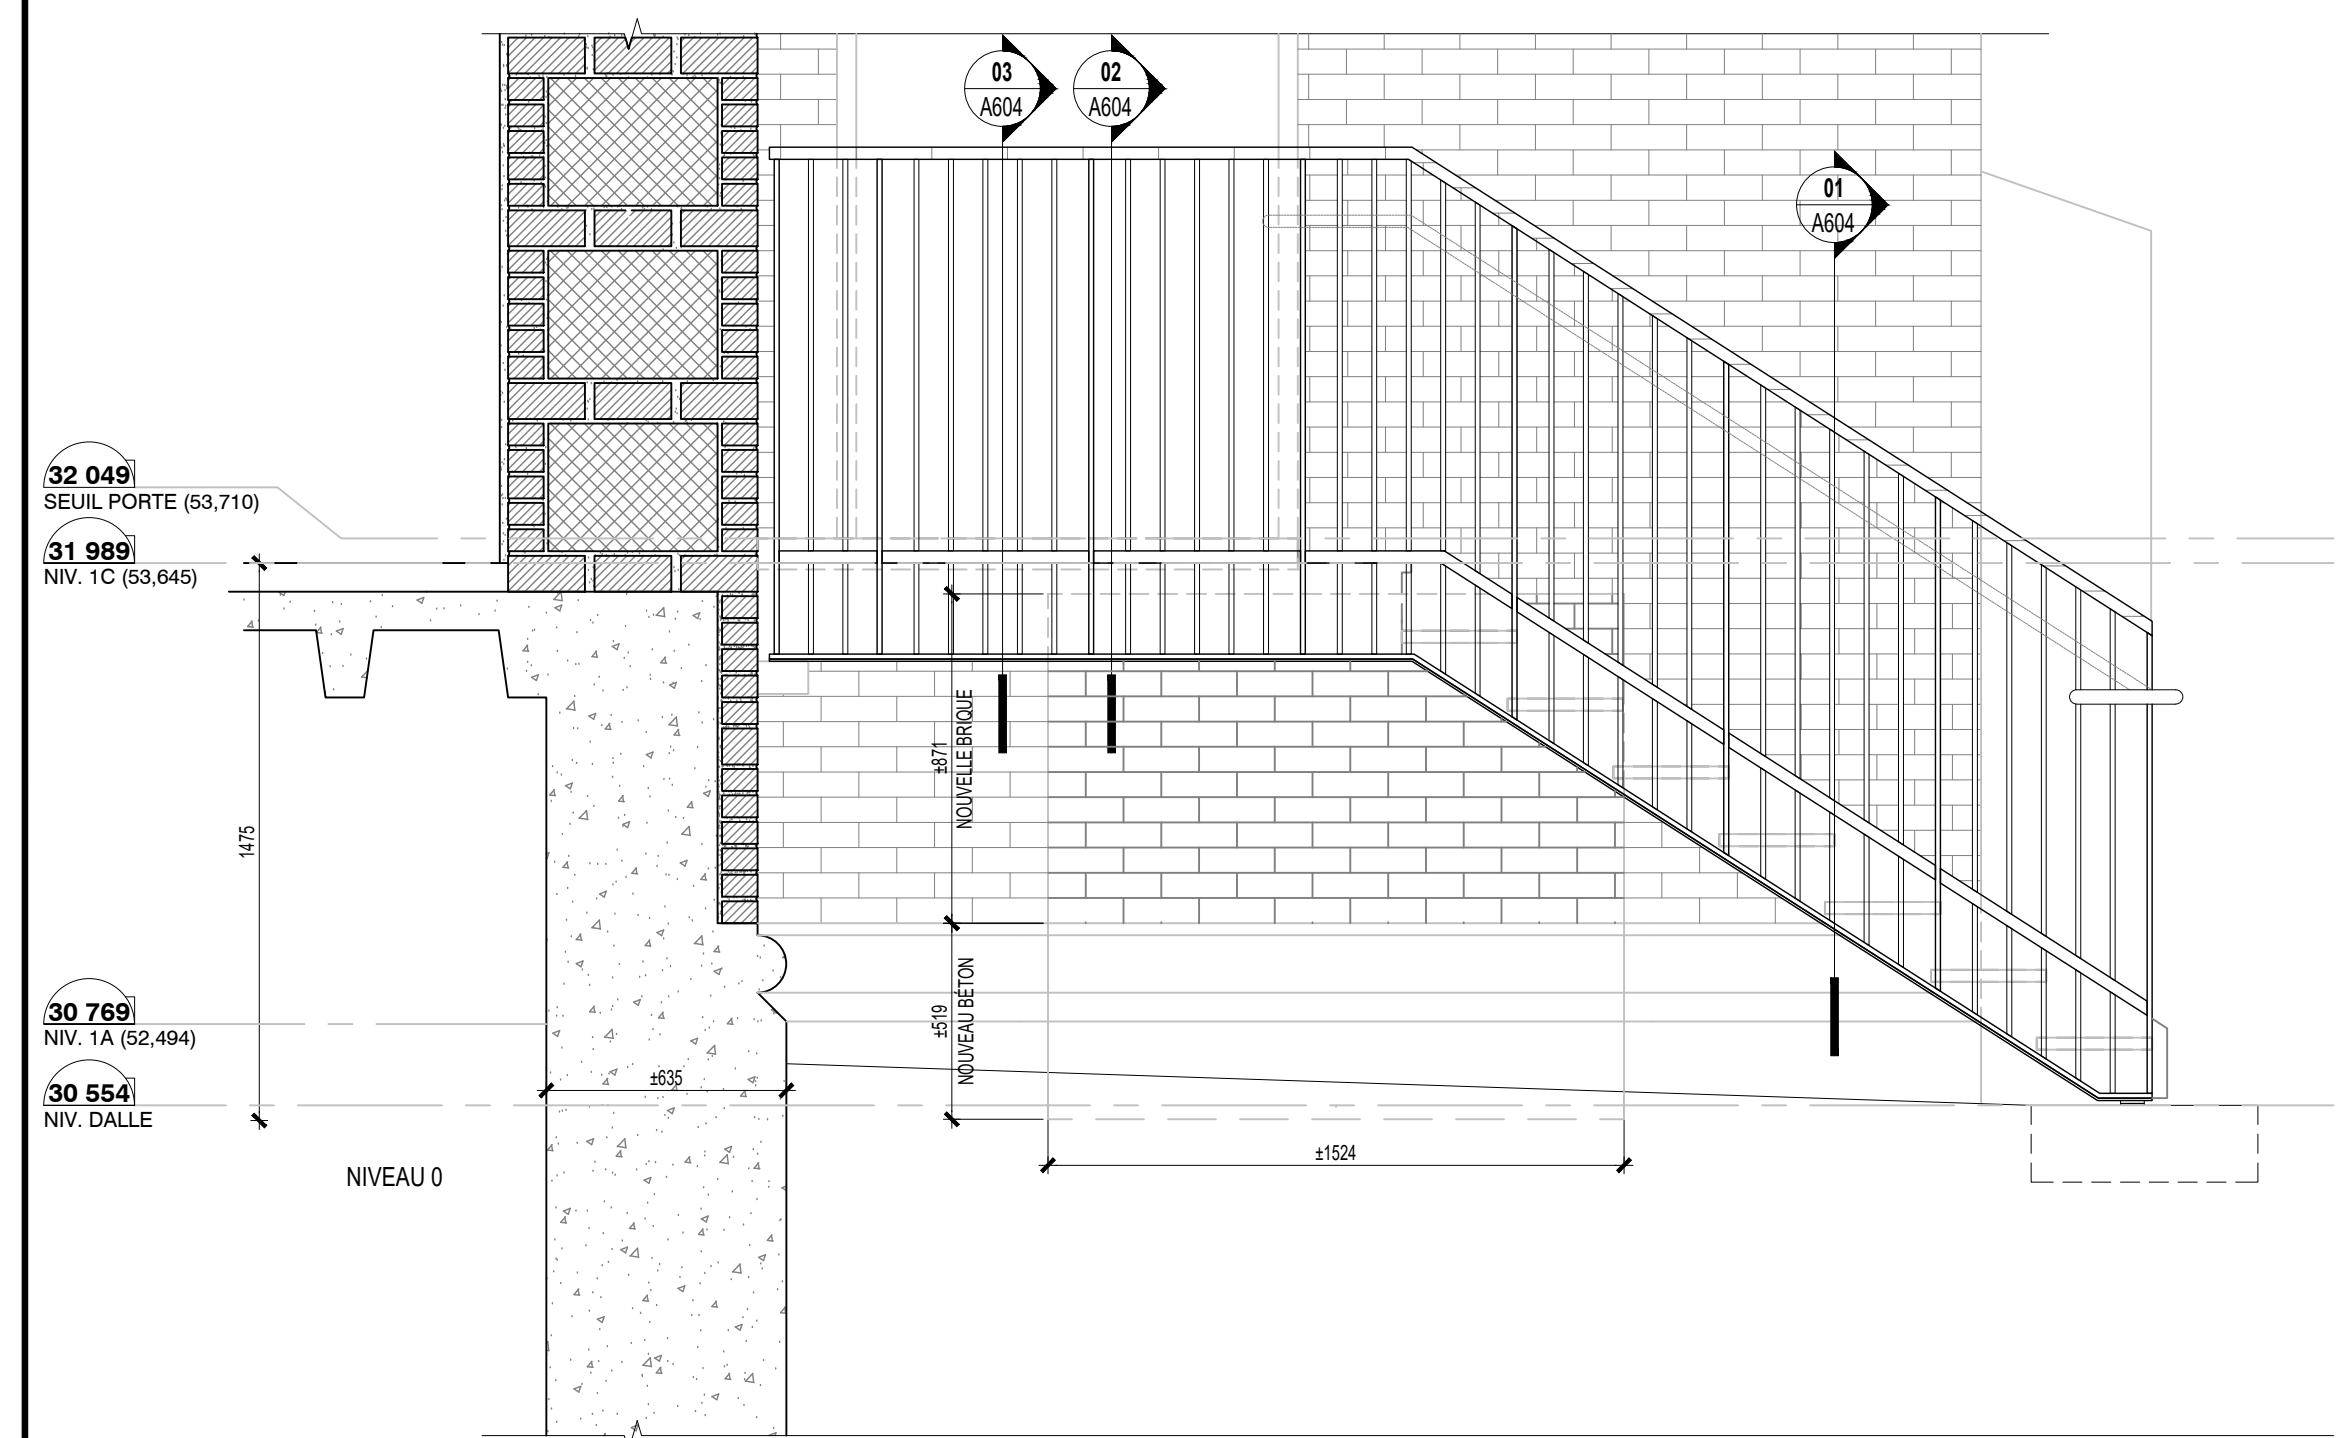 03
A604
02
A604
01
A604
32 049
SEUIL PORTE (53,710)
31 989
NIV. 1C (53,645)
30 769
NIV. 1A (52,494)
30 554
NIV. DALLE
1475
±871
NOUVELLE BRIQUE
±519
NOUVEAU BÉTON
±635
±1524
NIVEAU 0